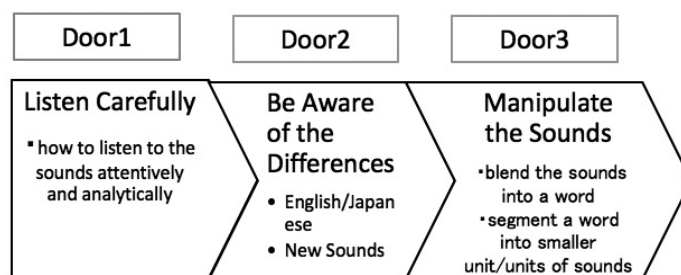 Door1
Listen Carefully
▪how to listen to the
sounds attentively
and analytically
Door2
Be Aware
of the
Differences
• English/Japan
ese
• New Sounds
Door3
Manipulate
the Sounds
▪blend the sounds
into a word
▪segment a word
into smaller
unit/units of sounds